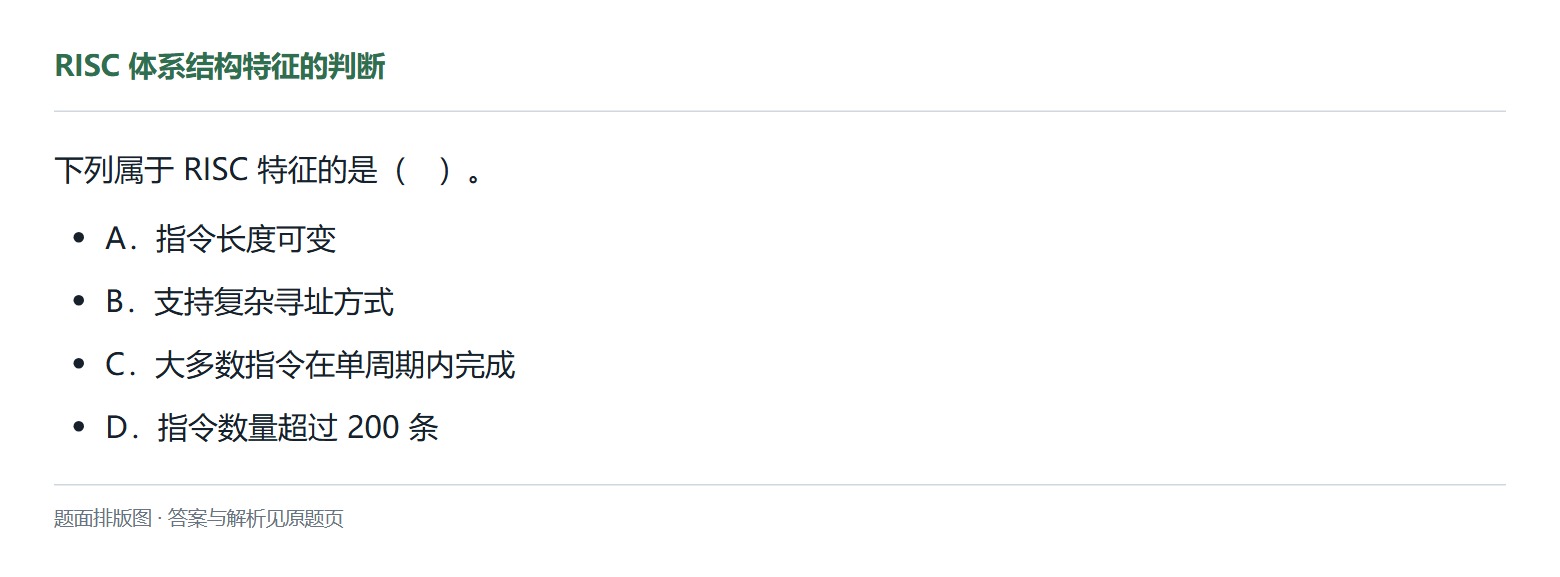 RISC 体系结构特征的判断
下列属于 RISC 特征的是（　）。
• A．指令长度可变
• B．支持复杂寻址方式
• C．大多数指令在单周期内完成
• D．指令数量超过 200 条
题面排版图 · 答案与解析见原题页